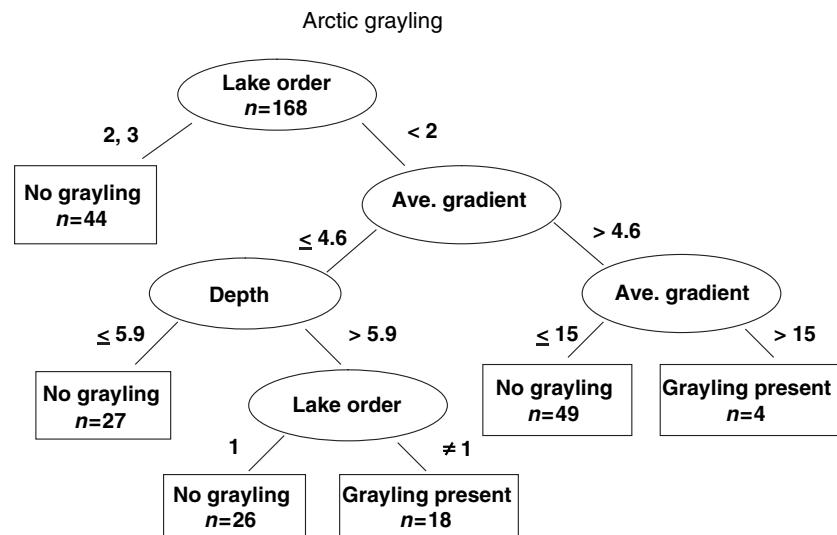 Arctic grayling
Lake order
n=168
2, 3
< 2
No grayling
n=44
Ave. gradient
≤ 4.6
> 4.6
Depth
Ave. gradient
≤ 5.9
> 5.9
≤ 15
> 15
No grayling
n=27
Lake order
No grayling
n=49
Grayling present
n=4
1
≠ 1
No grayling
n=26
Grayling present
n=18